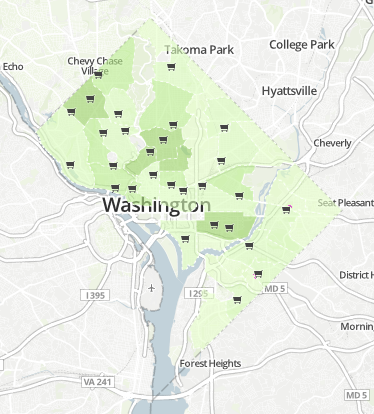 Takoma Park
College Park
Chevy Chase
Village
Echo
Hyattsville
Cheverly
Washington
Seat Pleasant
District H
I 395
I 295
MD 5
Morning
Forest Heights
VA 241
MD 5